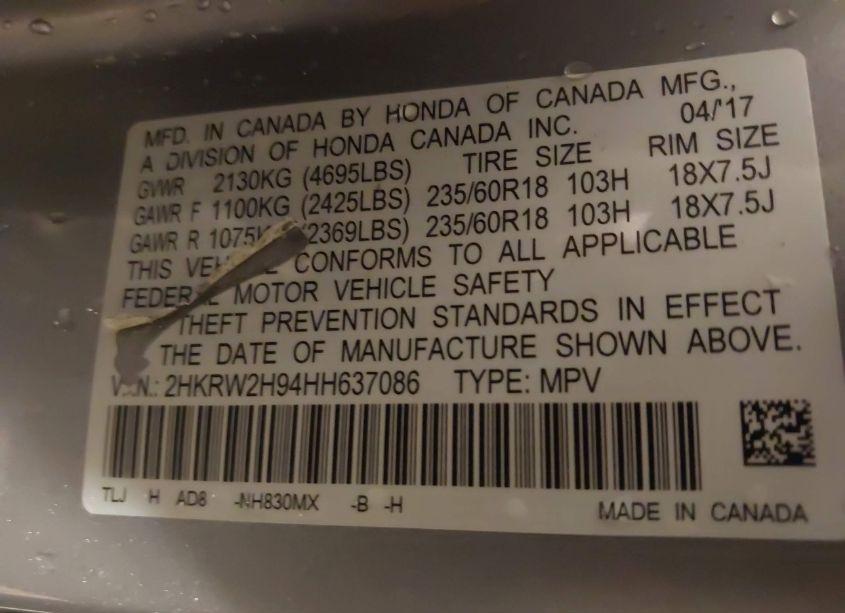 MFD. IN CANADA BY HONDA OF CANADA MFG.,
A DIVISION OF HONDA CANADA INC. 04/'17
GVWR 2130KG (4695LBS) TIRE SIZE RIM SIZE
GAWR F 1100KG (2425LBS) 235/60R18 103H 18X7.5J
GAWR R 1075K (2369LBS) 235/60R18 103H 18X7.5J
THIS CONFORMS TO ALL APPLICABLE
MOTOR VEHICLE SAFETY
THEFT PREVENTION STANDARDS IN EFFECT
THE DATE OF MANUFACTURE SHOWN ABOVE.
2HKRW2H94HH637086 TYPE: MPV
TLJ H AD8 -NH830MX -B -H MADE IN CANADA